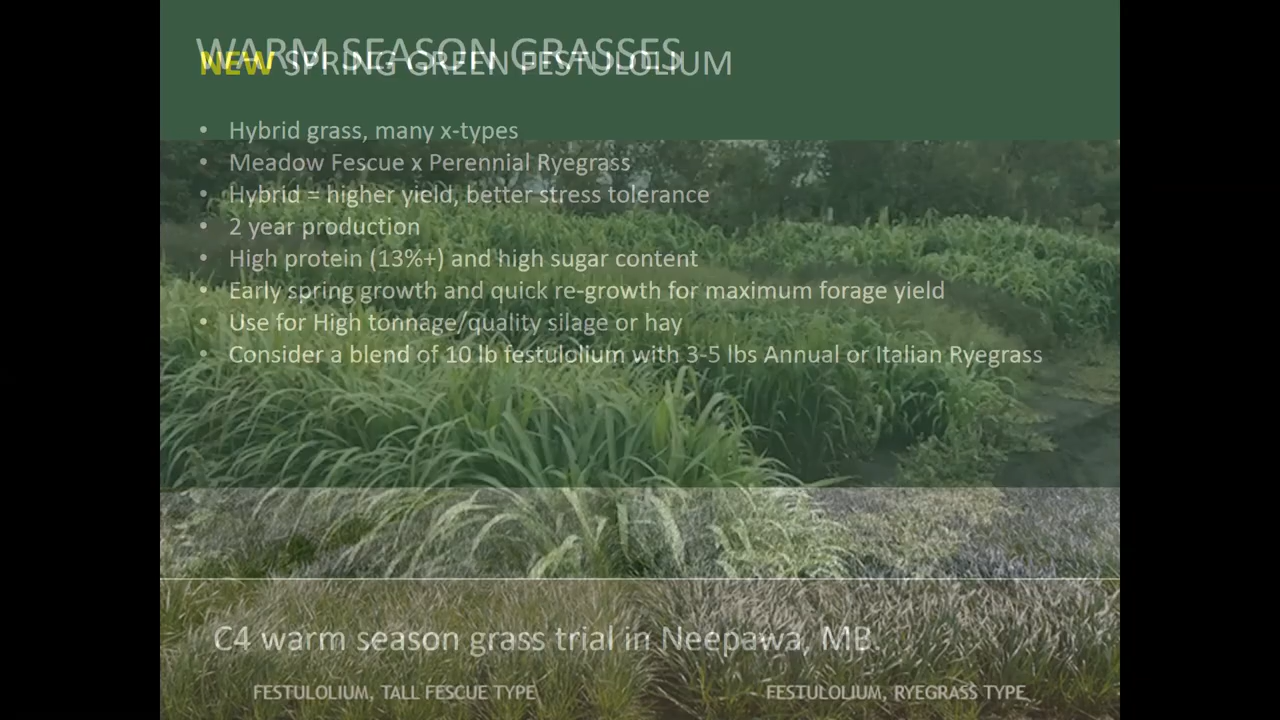 WARM SEASON GRASSES
NEW SPRING GREEN FESTULOLIUM
• Hybrid grass, many x-types
• Meadow Fescue x Perennial Ryegrass
• Hybrid = higher yield, better stress tolerance
• 2 year production
• High protein (13%+) and high sugar content
• Early spring growth and quick re-growth for maximum forage yield
• Use for High tonnage/quality silage or hay
• Consider a blend of 10 lb festulolium with 3-5 lbs Annual or Italian Ryegrass
C4 warm season grass trial in Neepawa, MB.
FESTULOLIUM, TALL FESCUE TYPE
FESTULOLIUM, RYEGRASS TYPE